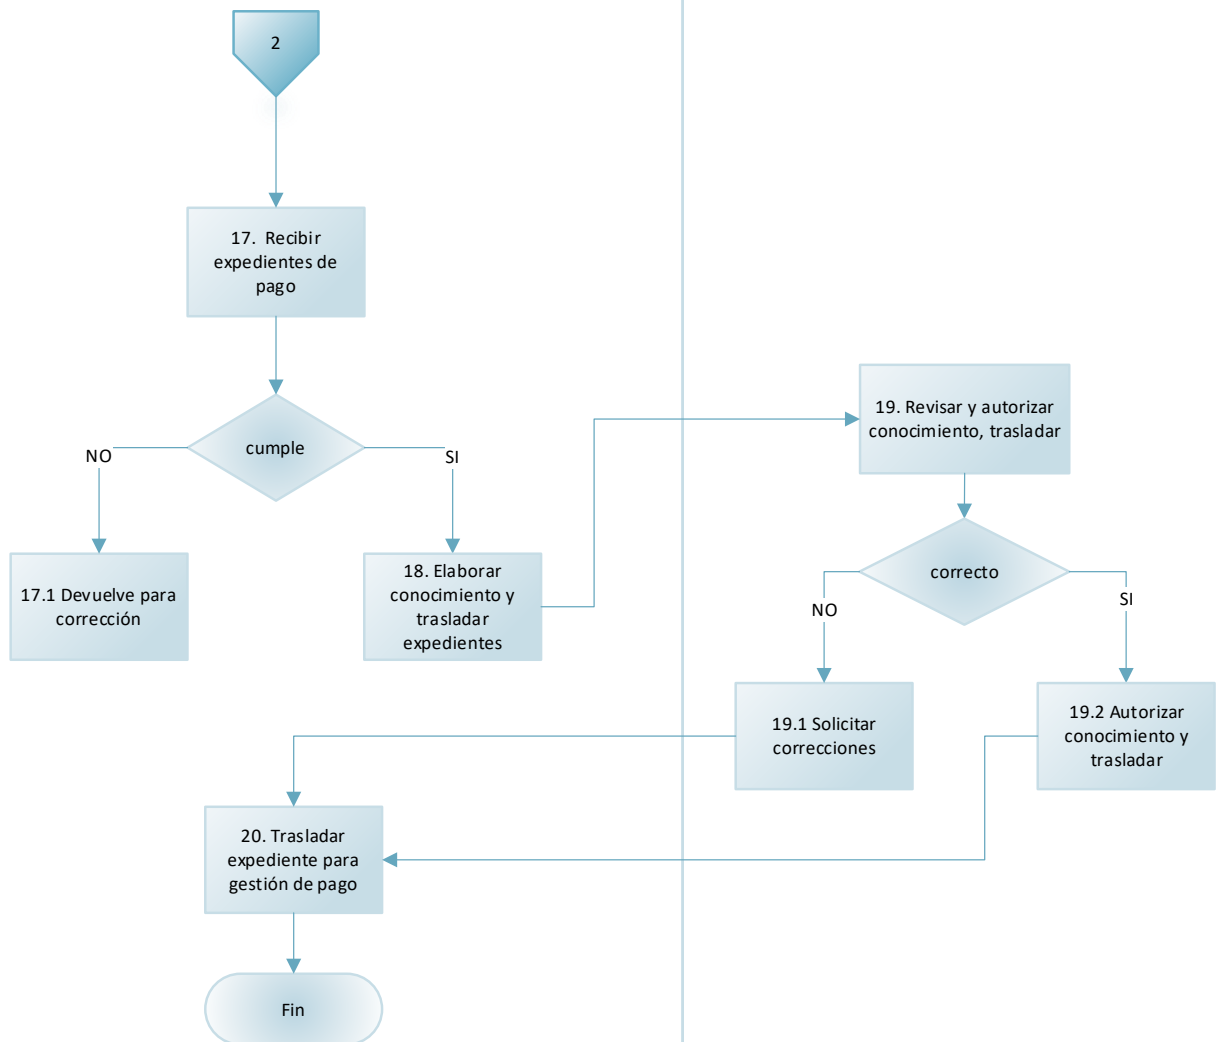 2
17. Recibir
expedientes de
pago
cumple
NO
SI
17.1 Devuelve para
corrección
18. Elaborar
conocimiento y
trasladar
expedientes
19. Revisar y autorizar
conocimiento, trasladar
correcto
NO
SI
19.1 Solicitar
correcciones
19.2 Autorizar
conocimiento y
trasladar
20. Trasladar
expediente para
gestión de pago
Fin